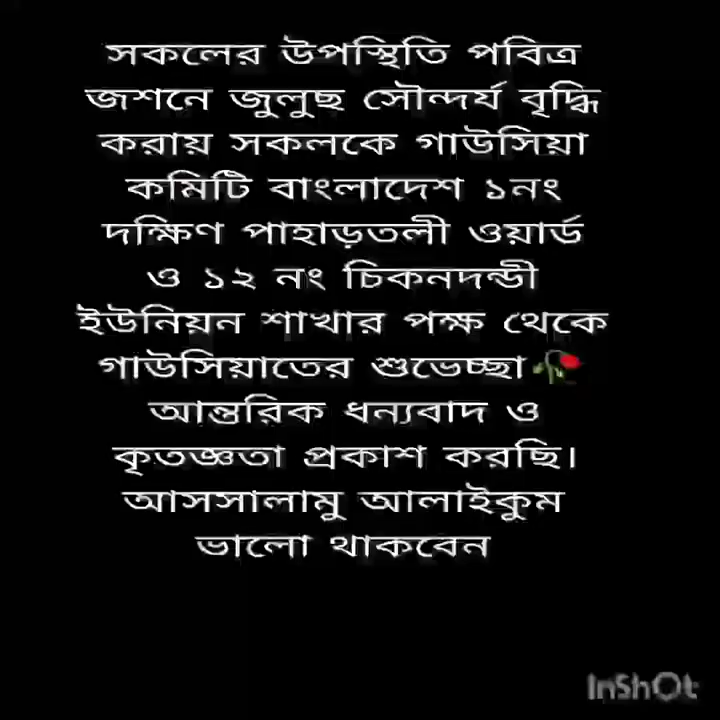 সকলের উপস্থিতি পবিত্র
জশনে জুলুছ সৌন্দর্য বৃদ্ধি
করায় সকলকে গাউসিয়া
কমিটি বাংলাদেশ ১নং
দক্ষিণ পাহাড়তলী ওয়ার্ড
ও ১২ নং চিকনদন্ডী
ইউনিয়ন শাখার পক্ষ থেকে
গাউসিয়াতের শুভেচ্ছা🥀
আন্তরিক ধন্যবাদ ও
কৃতজ্ঞতা প্রকাশ করছি।
আসসালামু আলাইকুম
ভালো থাকবেন
InShOt